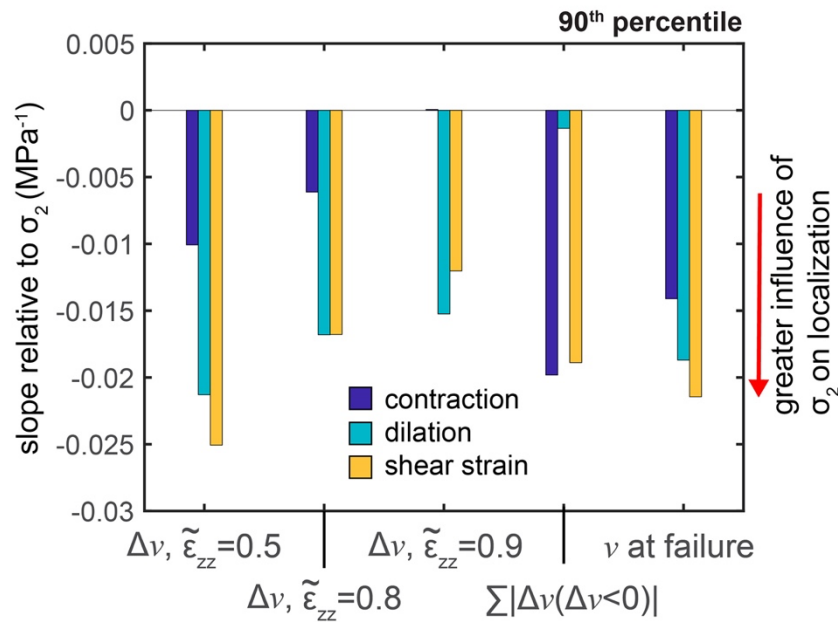 90th percentile
slope relative to σ2 (MPa-1)
0.005
0
-0.005
-0.01
-0.015
-0.02
-0.025
-0.03
contraction
dilation
shear strain
greater influence of
σ2 on localization
Δv, ε̃zz=0.5
Δv, ε̃zz=0.8
Δv, ε̃zz=0.9
∑|Δv(Δv<0)|
v at failure